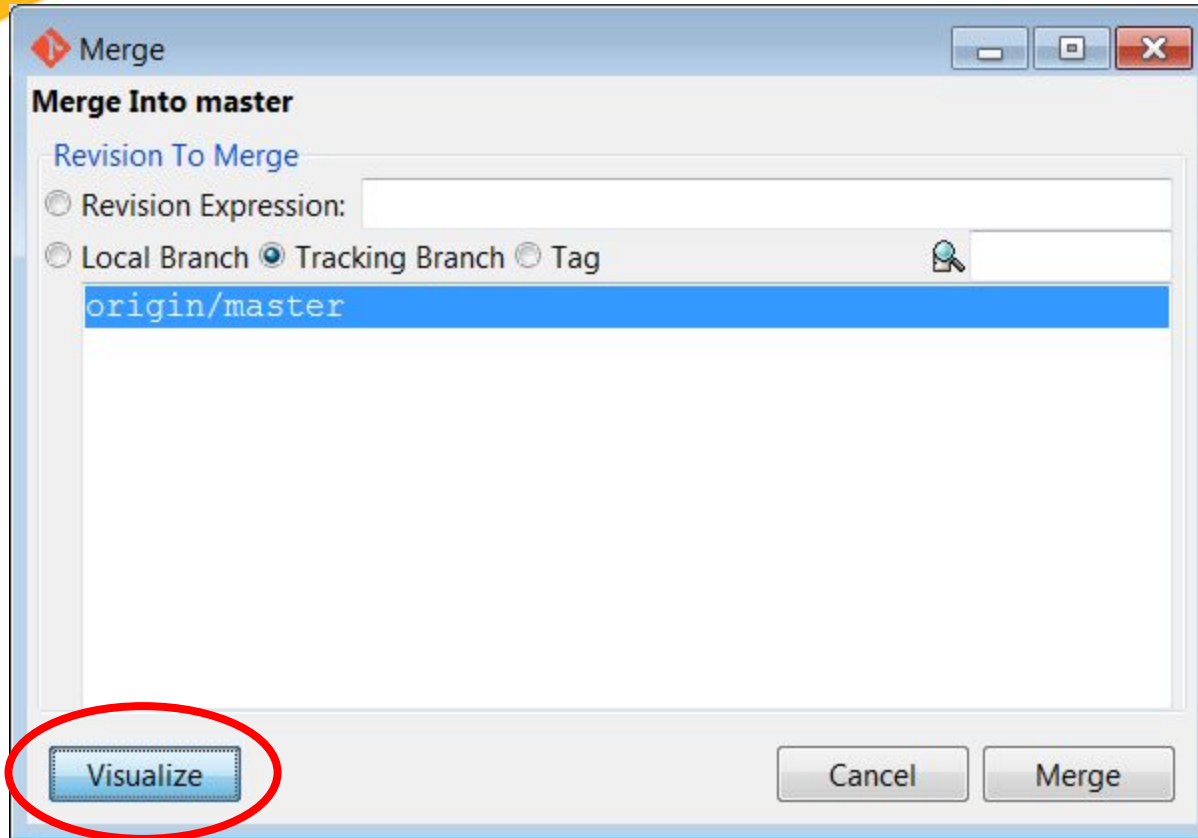 Merge
Merge Into master
Revision To Merge
Revision Expression:
Local Branch Tracking Branch Tag
origin/master
Visualize Cancel Merge